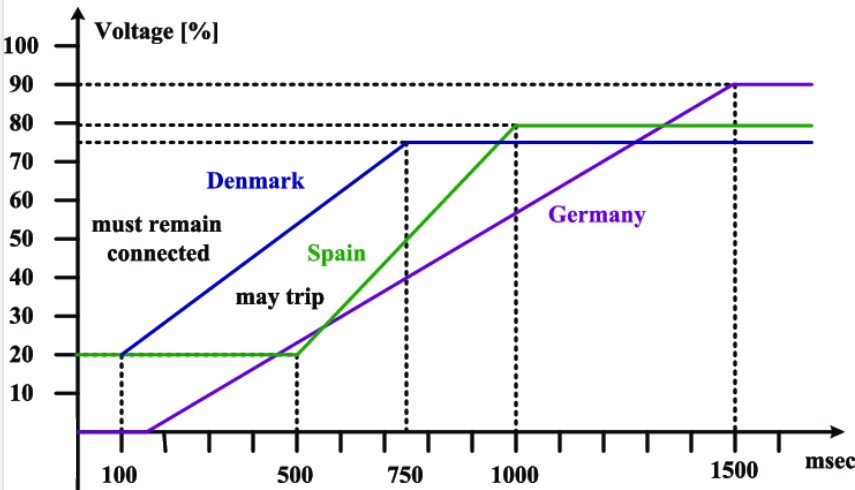 Voltage [%]
100
90
80
70
60
50
40
30
20
10
Denmark
must remain
connected
Spain
may trip
Germany
100
500
750
1000
1500
msec